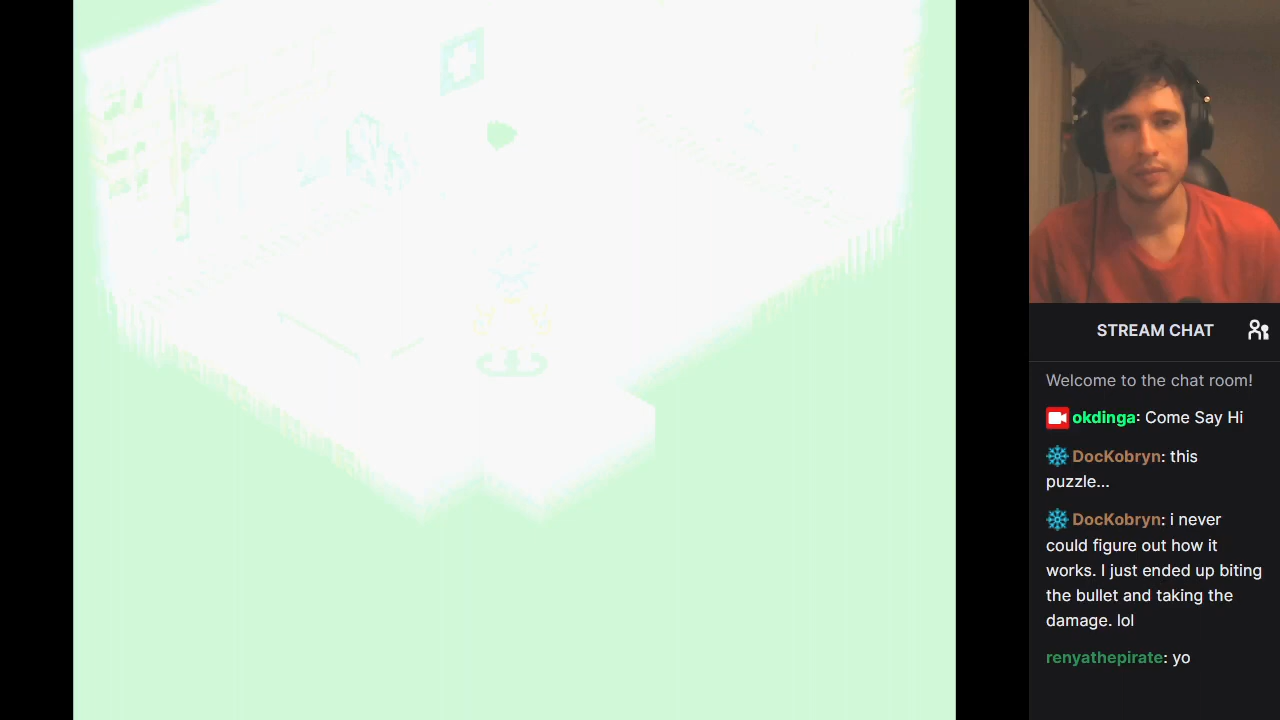 STREAM CHAT
Welcome to the chat room!
okdinga: Come Say Hi
DocKobryn: this
puzzle...
DocKobryn: i never
could figure out how it
works. I just ended up biting
the bullet and taking the
damage. lol
renyathepirate: yo